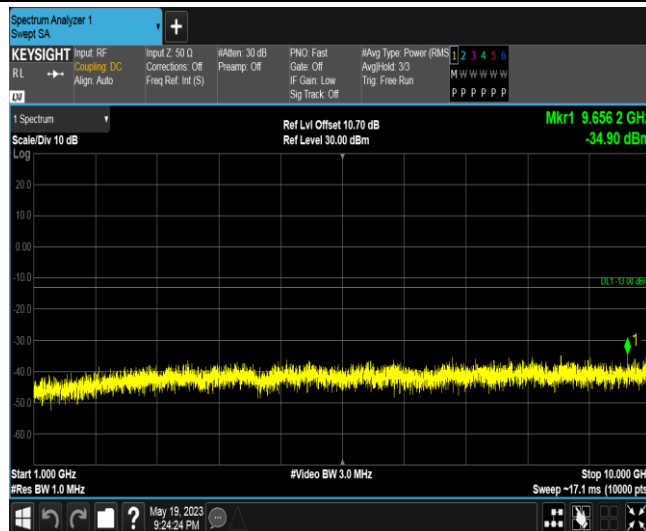 Spectrum Analyzer 1
Swept SA
+
KEYSIGHT
RL
Input: RF
Coupling: DC
Align: Auto
Input Z: 50 Ω
Corrections: Off
Freq Ref: Int (S)
#Atten: 30 dB
Preamp: Off
PNO: Fast
Gate: Off
IF Gain: Low
Sig Track: Off
#Avg Type: Power (RMS
Avg|Hold: 3/3
Trig: Free Run
1 2 3 4 5 6
M W W W W W
P P P P P P
1 Spectrum
Scale/Div 10 dB
Log
Ref Lvl Offset 10.70 dB
Ref Level 30.00 dBm
Mkr1 9.656 2 GHz
-34.90 dBm
20.0
10.0
0.00
-10.0
DL1 -13.00 dBm
-20.0
-30.0
1
-40.0
-50.0
-60.0
Start 1.000 GHz
#Res BW 1.0 MHz
#Video BW 3.0 MHz
Stop 10.000 GHz
Sweep ~17.1 ms (10000 pts)
?
May 19, 2023
9:24:24 PM